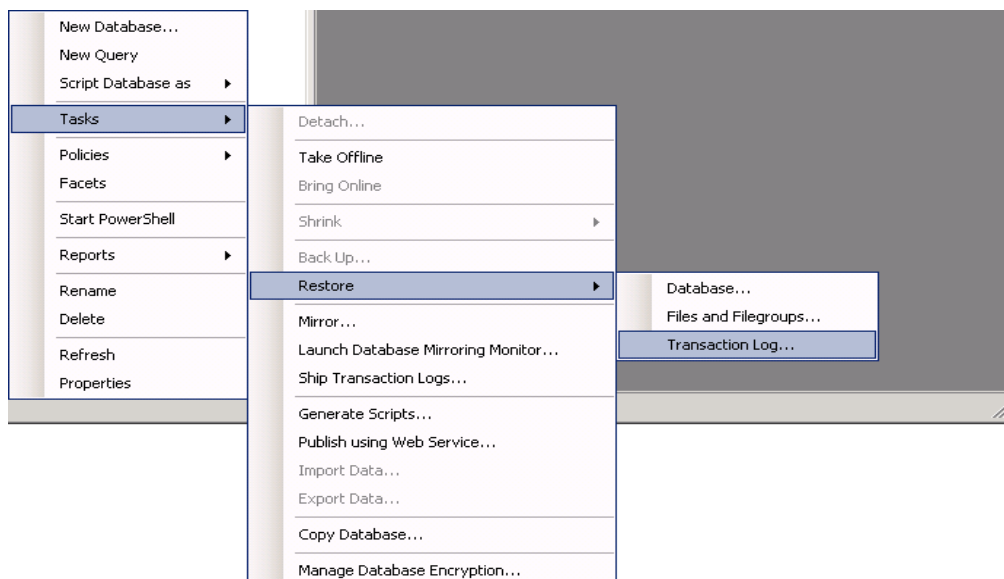 New Database...
New Query
Script Database as
Tasks
Policies
Facets
Start PowerShell
Reports
Rename
Delete
Refresh
Properties
Detach...
Take Offline
Bring Online
Shrink
Back Up...
Restore
Mirror...
Launch Database Mirroring Monitor...
Ship Transaction Logs...
Generate Scripts...
Publish using Web Service...
Import Data...
Export Data...
Copy Database...
Manage Database Encryption...
Database...
Files and Filegroups...
Transaction Log...